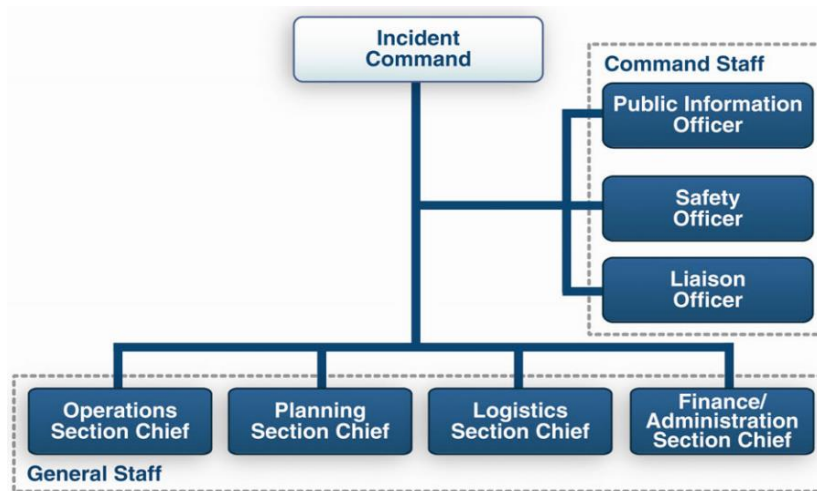 Incident
Command
Command Staff
Public Information
Officer
Safety
Officer
Liaison
Officer
Operations
Section Chief
Planning
Section Chief
Logistics
Section Chief
Finance/
Administration
Section Chief
General Staff